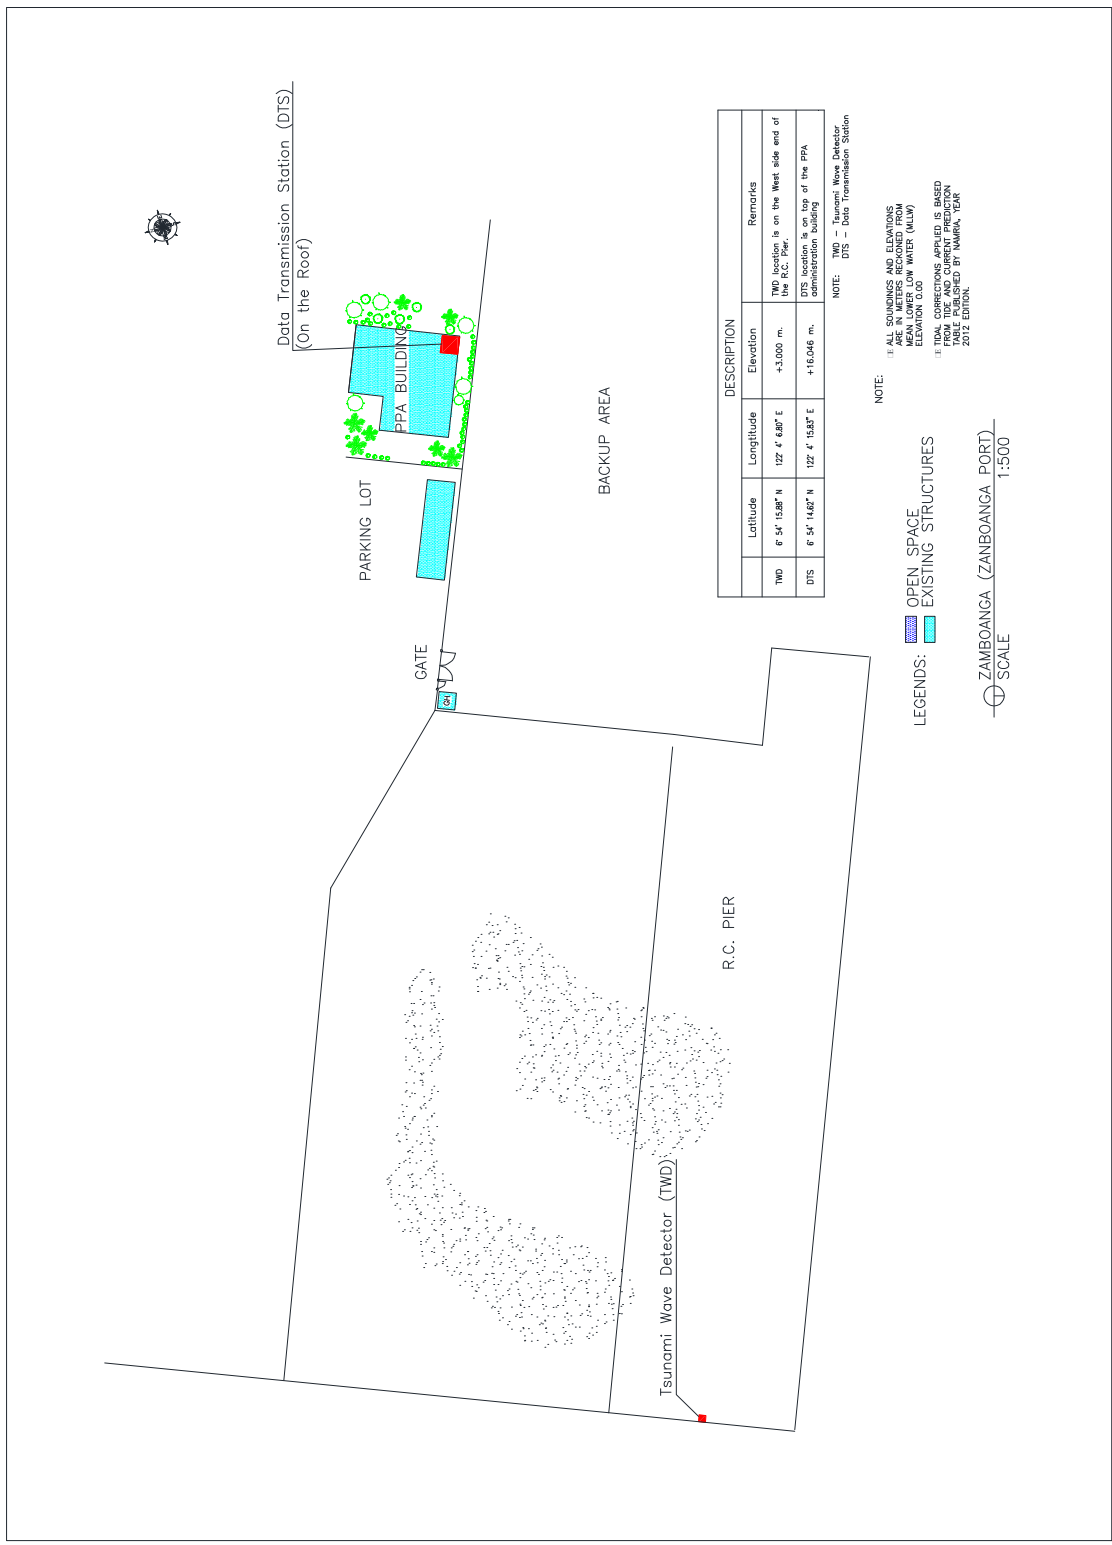 Data Transmission Station (DTS)
(On the Roof)
PPA BUILDING
PARKING LOT
BACKUP AREA
GATE
GH.
R.C. PIER
Tsunami Wave Detector (TWD)
DESCRIPTION
Latitude Longtitude Elevation Remarks
TWD 6° 54' 15.88" N 122° 4' 6.80" E +3.000 m. TWD location is on the West side end of
the R.C. Pier.
DTS 6° 54' 14.62" N 122° 4' 15.83" E +16.046 m. DTS location is on top of the PPA
administration building
NOTE: TWD – Tsunami Wave Detector
DTS – Data Transmission Station
NOTE:
ALL SOUNDINGS AND ELEVATIONS
ARE IN METERS RECKONED FROM
MEAN LOWER LOW WATER (MLLW)
ELEVATION 0.00
TIDAL CORRECTIONS APPLIED IS BASED
FROM TIDE AND CURRENT PREDICTION
TABLE PUBLISHED BY NAMRIA, YEAR
2012 EDITION.
LEGENDS:
OPEN SPACE
EXISTING STRUCTURES
ZAMBOANGA (ZANBOANGA PORT)
SCALE 1:500